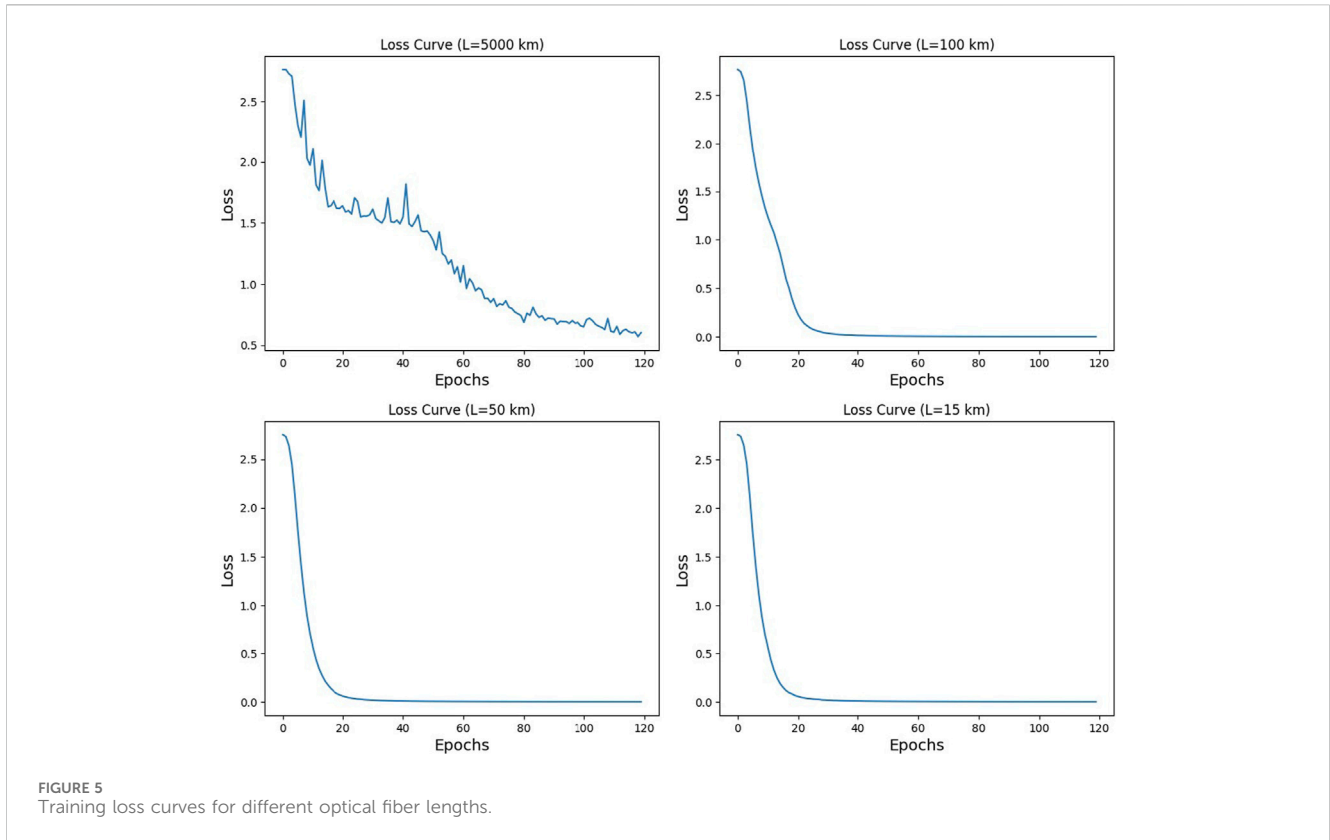 Loss Curve (L=5000 km)
2.5
2.0
1.5
1.0
0.5
Loss
0 20 40 60 80 100 120
Epochs
Loss Curve (L=100 km)
2.5
2.0
1.5
1.0
0.5
0.0
Loss
0 20 40 60 80 100 120
Epochs
Loss Curve (L=50 km)
2.5
2.0
1.5
1.0
0.5
0.0
Loss
0 20 40 60 80 100 120
Epochs
Loss Curve (L=15 km)
2.5
2.0
1.5
1.0
0.5
0.0
Loss
0 20 40 60 80 100 120
Epochs
FIGURE 5
Training loss curves for different optical fiber lengths.